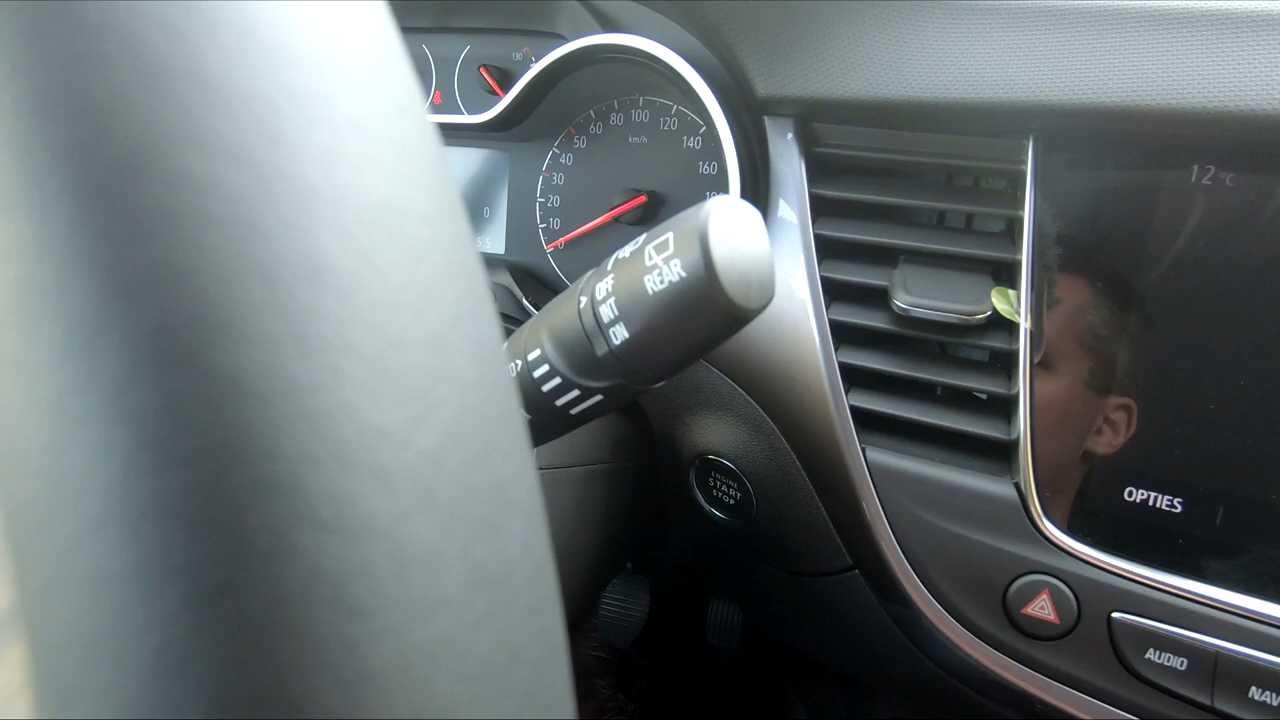 130
km/h
0
10
20
30
40
50
60
80
100
120
140
160
0
REAR
OFF
INT
ON
ENGINE
START
STOP
12°C
OPTIES
AUDIO